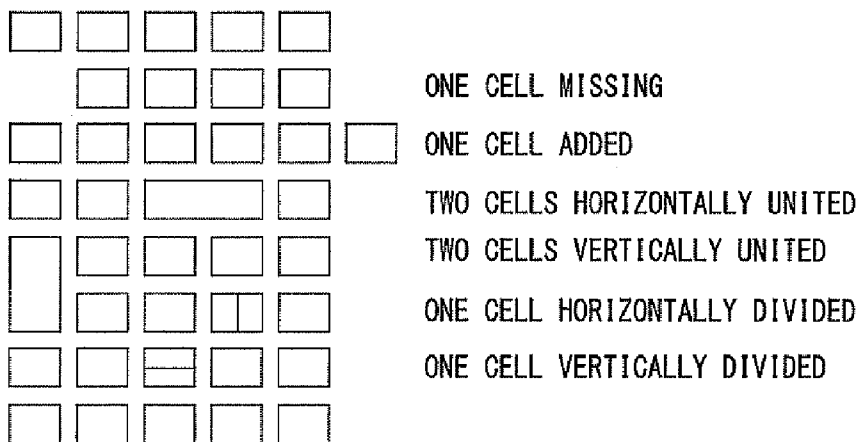 ONE CELL MISSING
ONE CELL ADDED
TWO CELLS HORIZONTALLY UNITED
TWO CELLS VERTICALLY UNITED
ONE CELL HORIZONTALLY DIVIDED
ONE CELL VERTICALLY DIVIDED